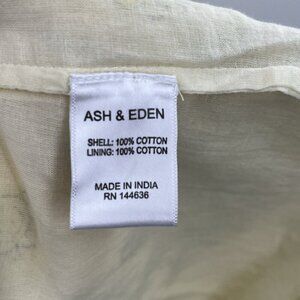 ASH & EDEN
SHELL: 100% COTTON
LINING: 100% COTTON
MADE IN INDIA
RN 144636